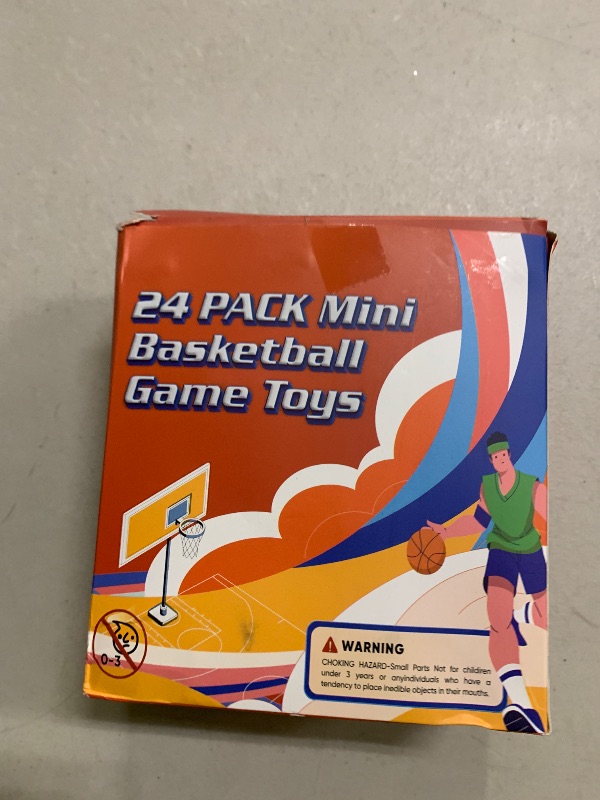 24 PACK Mini
Basketball
Game Toys
0-3
WARNING
CHOKING HAZARD-Small Parts Not for children
under 3 years or anyindividuals who have a
tendency to place inedible objects in their mouths.